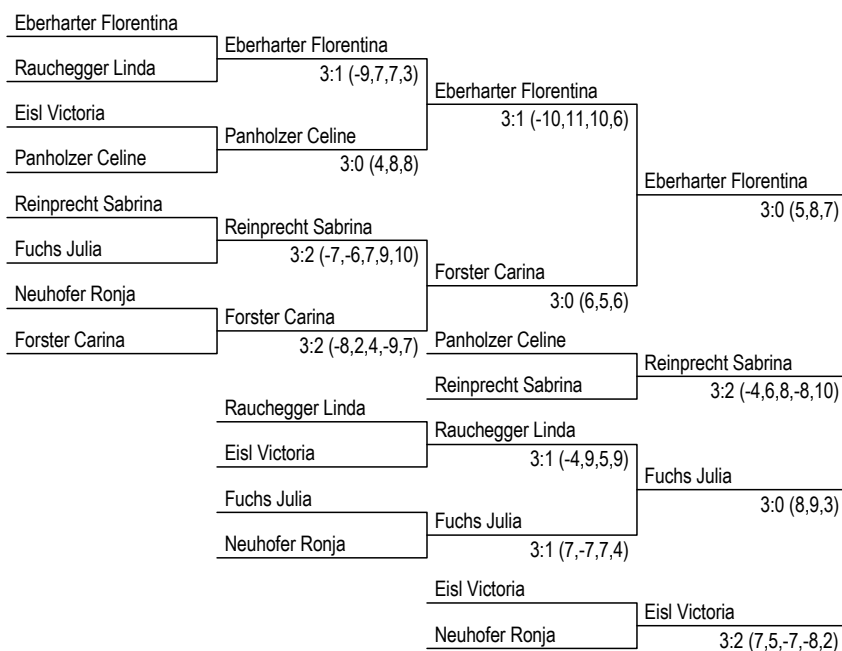 Eberharter Florentina
Eberharter Florentina
Rauchegger Linda
3:1 (-9,7,7,3)
Eberharter Florentina
Eisl Victoria
3:1 (-10,11,10,6)
Panholzer Celine
Panholzer Celine
3:0 (4,8,8)
Eberharter Florentina
Reinprecht Sabrina
3:0 (5,8,7)
Reinprecht Sabrina
Fuchs Julia
3:2 (-7,-6,7,9,10)
Forster Carina
Neuhofer Ronja
3:0 (6,5,6)
Forster Carina
Forster Carina
3:2 (-8,2,4,-9,7)
Panholzer Celine
Reinprecht Sabrina
Reinprecht Sabrina
3:2 (-4,6,8,-8,10)
Rauchegger Linda
Rauchegger Linda
Eisl Victoria
3:1 (-4,9,5,9)
Fuchs Julia
Fuchs Julia
3:0 (8,9,3)
Fuchs Julia
Neuhofer Ronja
3:1 (7,-7,7,4)
Eisl Victoria
Eisl Victoria
Neuhofer Ronja
3:2 (7,5,-7,-8,2)